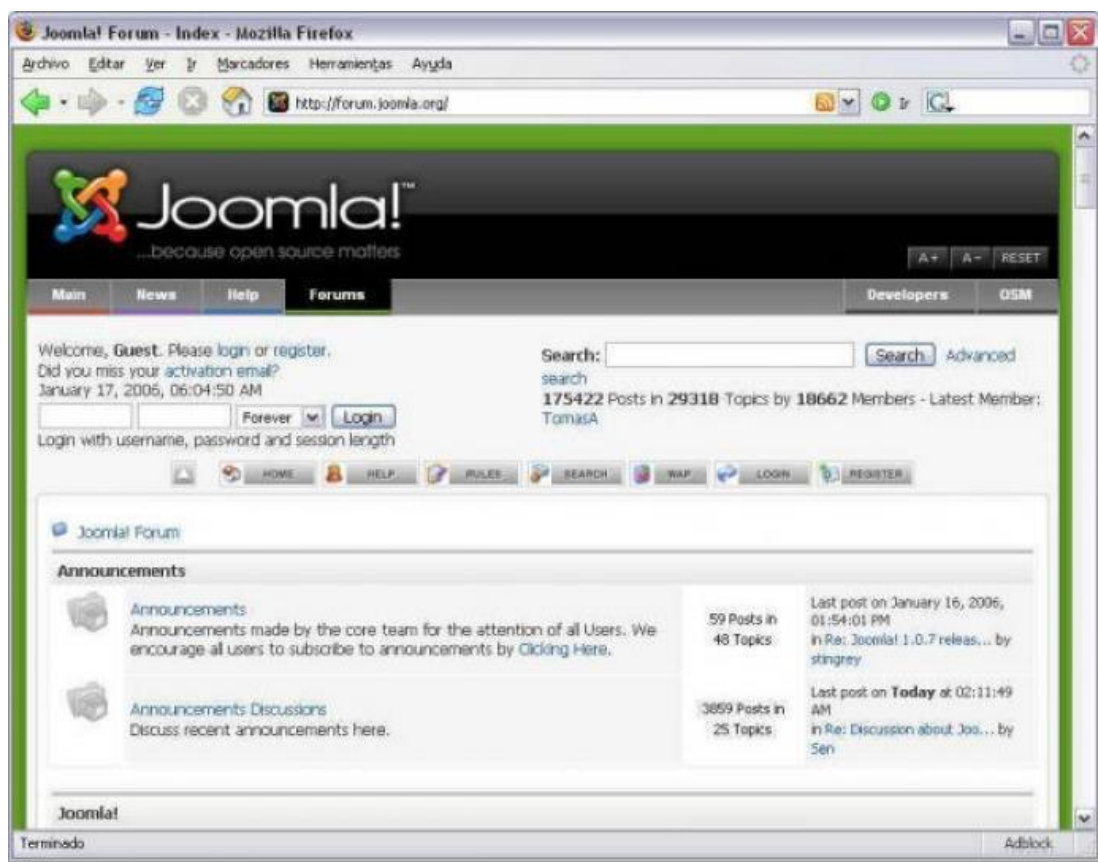 Joomla! Forum - Index - Mozilla Firefox
Archivo Editar Ver Ir Marcadores Herramientas Ayuda
http://forum.joomla.org/ Ir
Joomla!™
...because open source matters
A+ A- RESET
Main News Help Forums Developers OSM
Welcome, Guest. Please login or register.
Did you miss your activation email?
January 17, 2006, 06:04:50 AM
Forever Login
Login with username, password and session length
Search: Search Advanced
search
175422 Posts in 29318 Topics by 18662 Members - Latest Member:
TomasA
HOME HELP RULES SEARCH WAP LOGIN REGISTER
Joomla! Forum
Announcements
Announcements
Announcements made by the core team for the attention of all Users. We
encourage all users to subscribe to announcements by Clicking Here.
59 Posts in
48 Topics
Last post on January 16, 2006,
01:54:01 PM
in Re: Joomla! 1.0.7 releas... by
stingrey
Announcements Discussions
Discuss recent announcements here.
3859 Posts in
25 Topics
Last post on Today at 02:11:49
AM
in Re: Discussion about Joo... by
Sen
Joomla!
Terminado Adblock